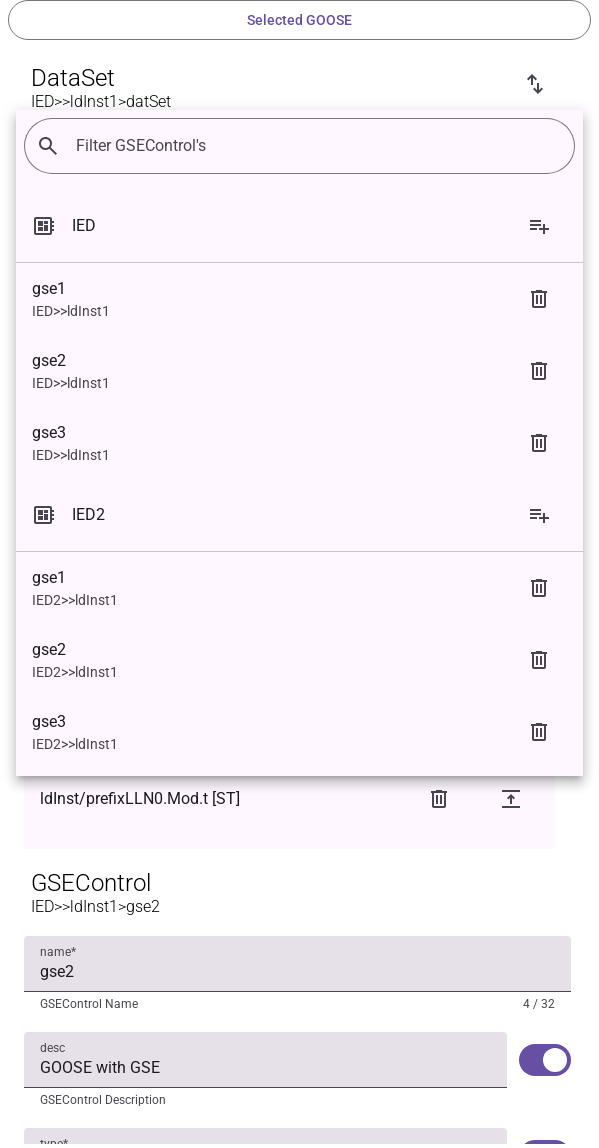 Selected GOOSE
DataSet
IED>>ldInst1>datSet
Filter GSEControl's
IED
gse1
IED>>ldInst1
gse2
IED>>ldInst1
gse3
IED>>ldInst1
IED2
gse1
IED2>>ldInst1
gse2
IED2>>ldInst1
gse3
IED2>>ldInst1
ldInst/prefixLLN0.Mod.t [ST]
GSEControl
IED>>ldInst1>gse2
name*
gse2
GSEControl Name 4 / 32
desc
GOOSE with GSE
GSEControl Description
type*